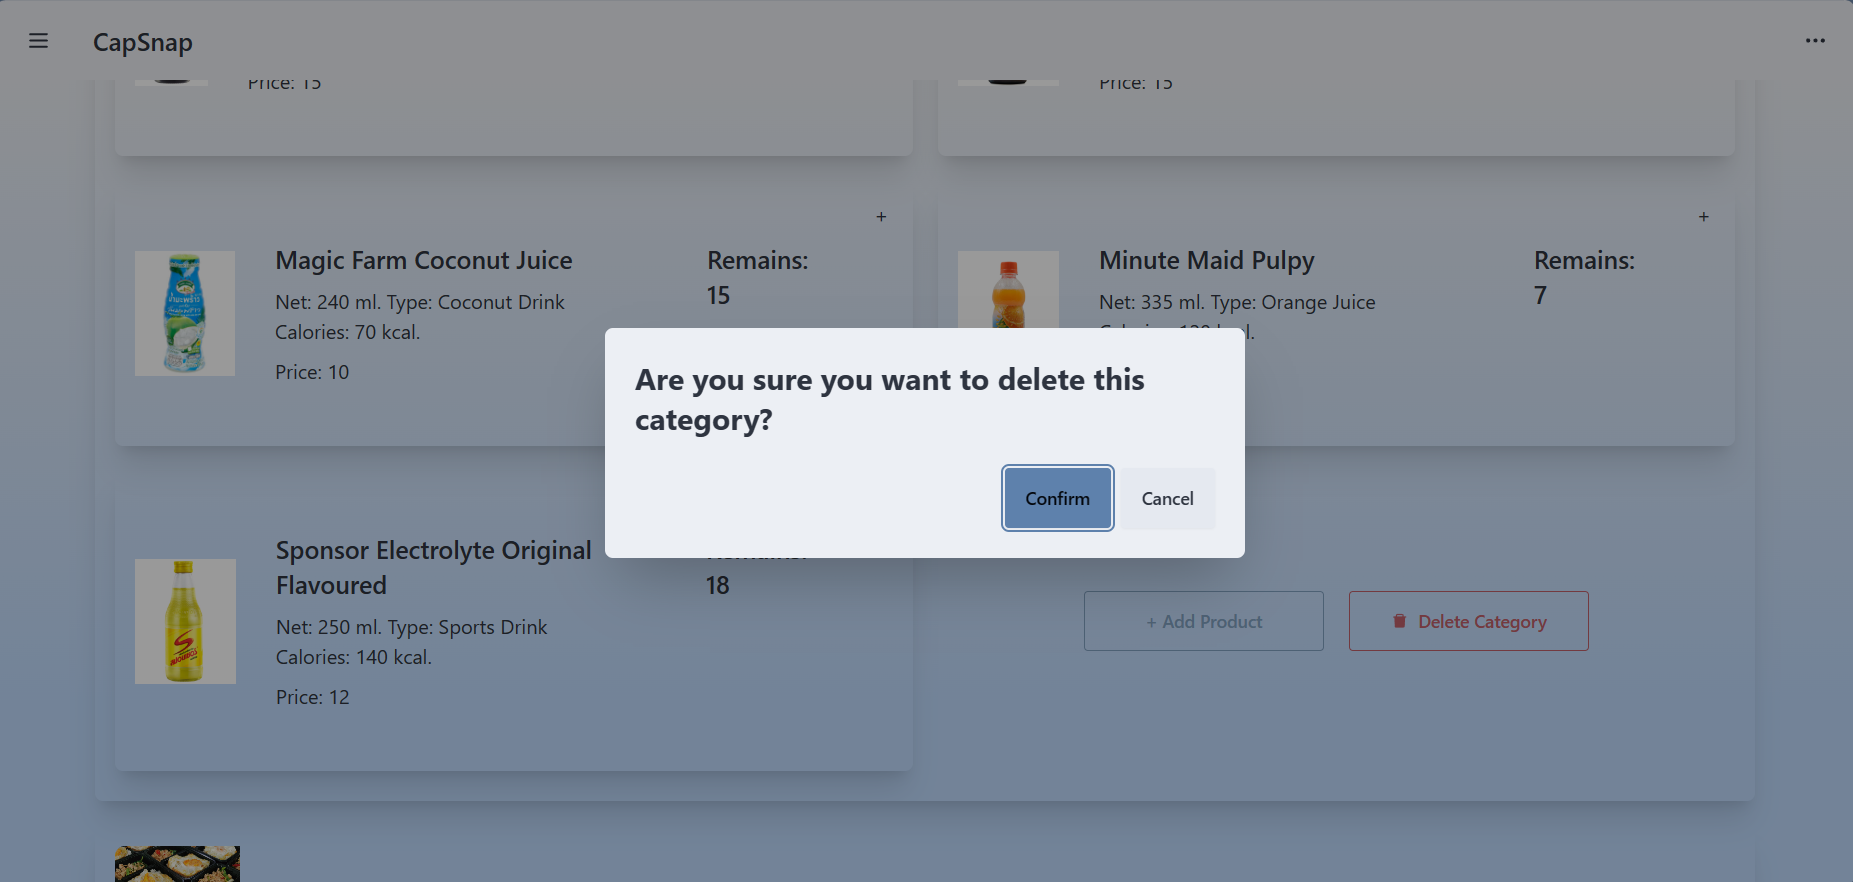 CapSnap
Price: 15
Price: 15
+
+
Magic Farm Coconut Juice
Remains:
15
Net: 240 ml. Type: Coconut Drink
Calories: 70 kcal.
Price: 10
Minute Maid Pulpy
Remains:
7
Net: 335 ml. Type: Orange Juice
Are you sure you want to delete this
category?
Confirm
Cancel
Sponsor Electrolyte Original
Flavoured
18
Net: 250 ml. Type: Sports Drink
Calories: 140 kcal.
Price: 12
+ Add Product
Delete Category